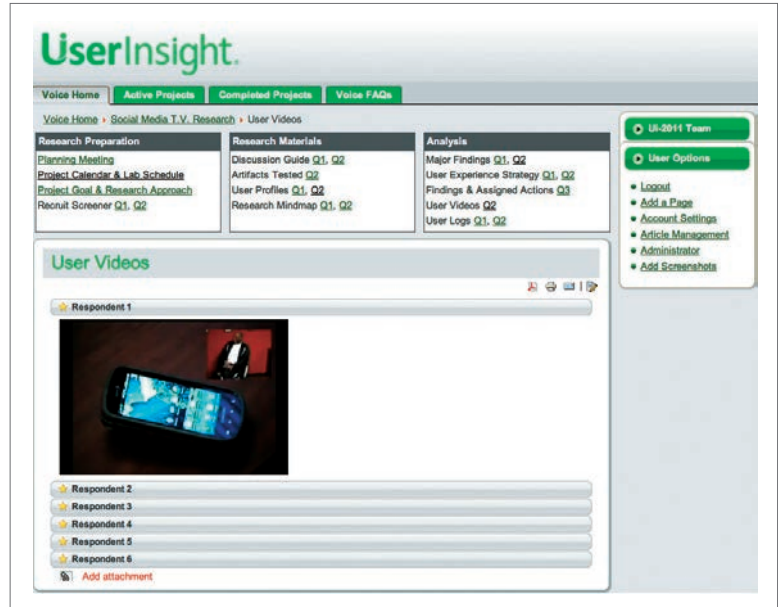 UserInsight.
Voice Home Active Projects Completed Projects Voice FAQs
Voice Home › Social Media T.V. Research › User Videos
Research Preparation
Planning Meeting
Project Calendar & Lab Schedule
Project Goal & Research Approach
Recruit Screener Q1, Q2
Research Materials
Discussion Guide Q1, Q2
Artifacts Tested Q2
User Profiles Q1, Q2
Research Mindmap Q1, Q2
Analysis
Major Findings Q1, Q2
User Experience Strategy Q1, Q2
Findings & Assigned Actions Q3
User Videos Q2
User Logs Q1, Q2
UI-2011 Team
User Options
Logout
Add a Page
Account Settings
Article Management
Administrator
Add Screenshots
User Videos
Respondent 1
Respondent 2
Respondent 3
Respondent 4
Respondent 5
Respondent 6
Add attachment